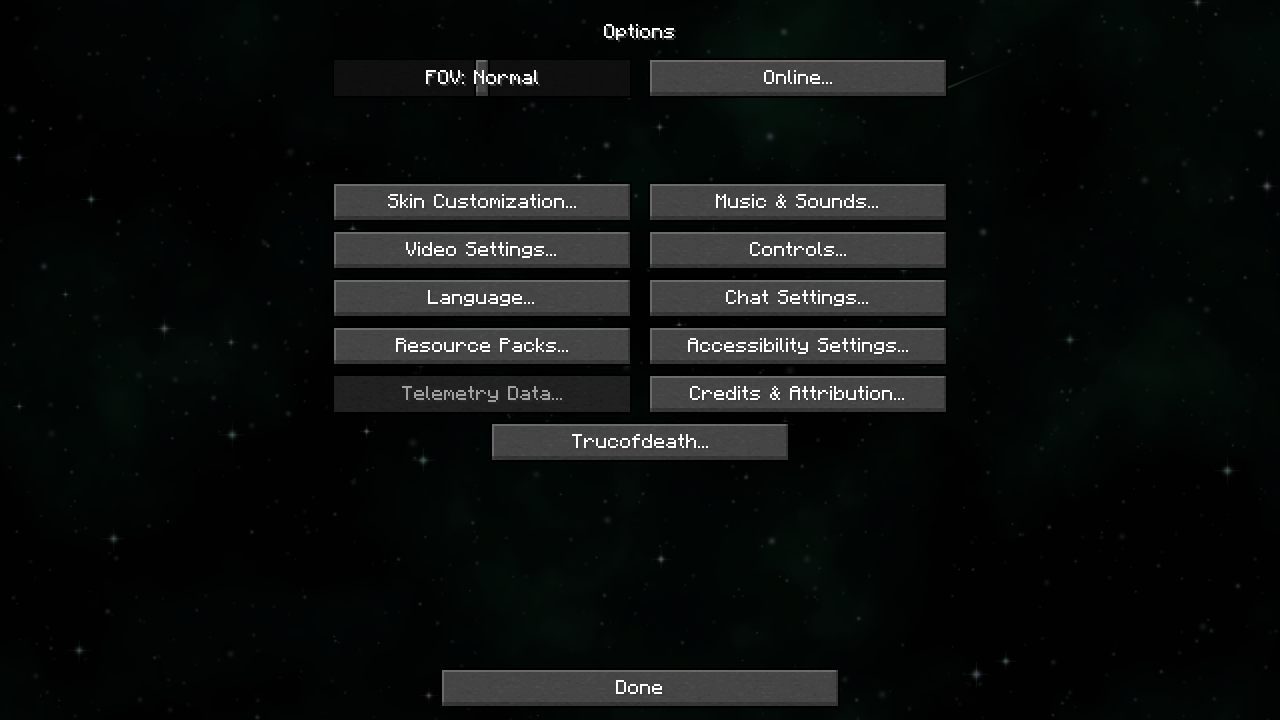 Options
FOV: Normal
Online...
Skin Customization...
Music & Sounds...
Video Settings...
Controls...
Language...
Chat Settings...
Resource Packs...
Accessibility Settings...
Telemetry Data...
Credits & Attribution...
Trucofdeath...
Done